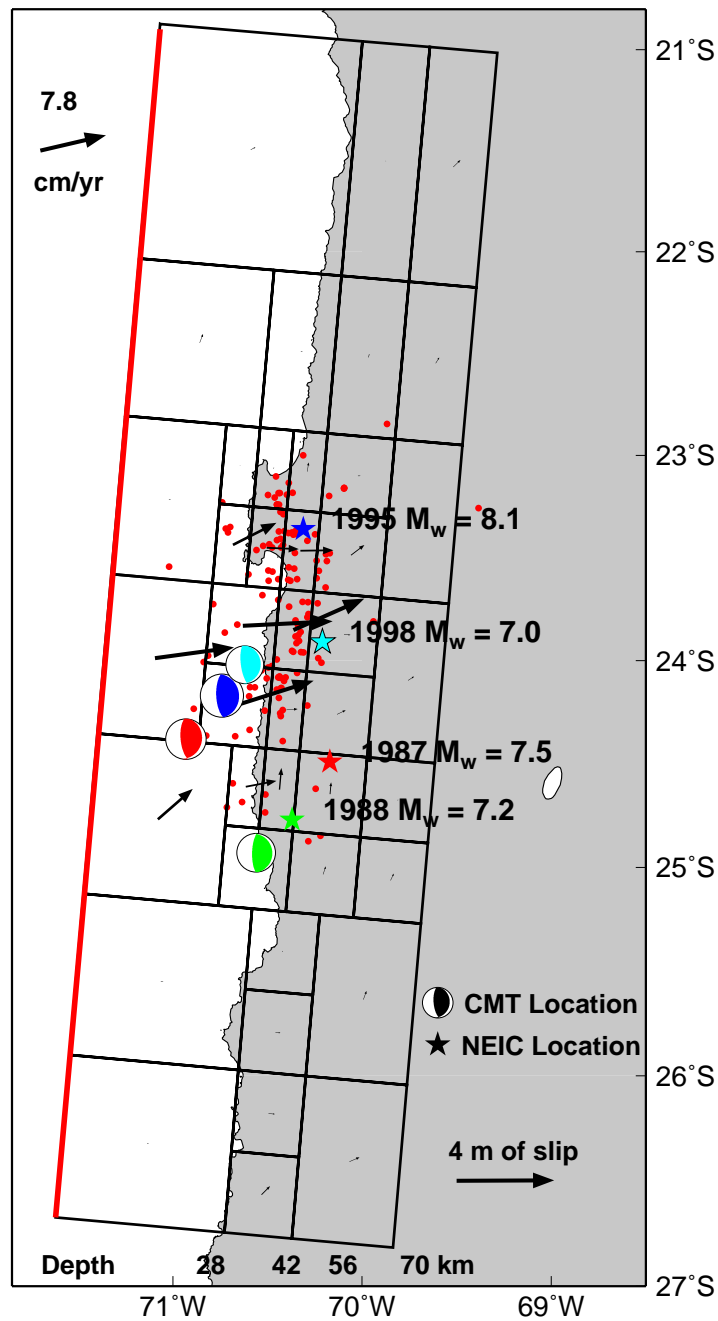 21°S
7.8
cm/yr
22°S
23°S
1995 Mw = 8.1
1998 Mw = 7.0
24°S
1987 Mw = 7.5
1988 Mw = 7.2
25°S
CMT Location
NEIC Location
26°S
4 m of slip
Depth 28 42 56 70 km
27°S
71°W 70°W 69°W